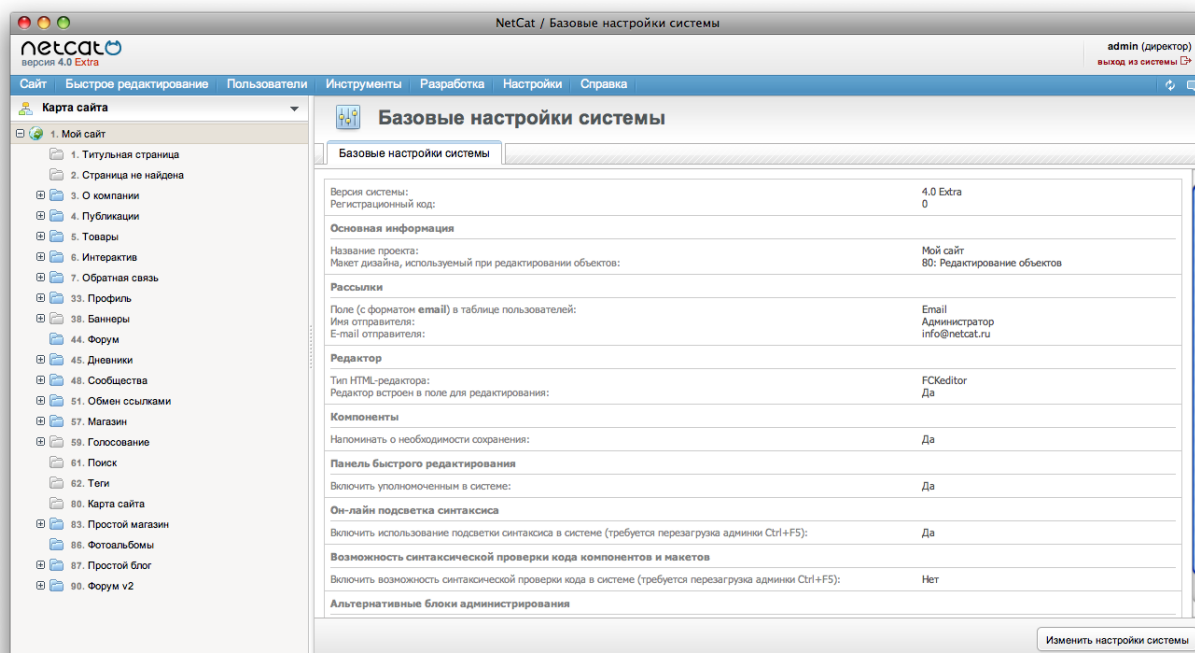 NetCat / Базовые настройки системы
netcat
версия 4.0 Extra
admin (директор)
выход из системы
Сайт Быстрое редактирование Пользователи Инструменты Разработка Настройки Справка
Карта сайта
1. Мой сайт
1. Титульная страница
2. Страница не найдена
3. О компании
4. Публикации
5. Товары
6. Интерактив
7. Обратная связь
33. Профиль
38. Баннеры
44. Форум
45. Дневники
48. Сообщества
51. Обмен ссылками
57. Магазин
59. Голосование
61. Поиск
62. Теги
80. Карта сайта
83. Простой магазин
86. Фотоальбомы
87. Простой блог
90. Форум v2
Базовые настройки системы
Базовые настройки системы
Версия системы: 4.0 Extra
Регистрационный код: 0
Основная информация
Название проекта: Мой сайт
Макет дизайна, используемый при редактировании объектов: 80: Редактирование объектов
Рассылки
Поле (с форматом email) в таблице пользователей: Email
Имя отправителя: Администратор
E-mail отправителя: info@netcat.ru
Редактор
Тип HTML-редактора: FCKeditor
Редактор встроен в поле для редактирования: Да
Компоненты
Напоминать о необходимости сохранения: Да
Панель быстрого редактирования
Включить уполномоченным в системе: Да
Он-лайн подсветка синтаксиса
Включить использование подсветки синтаксиса в системе (требуется перезагрузка админки Ctrl+F5): Да
Возможность синтаксической проверки кода компонентов и макетов
Включить возможность синтаксической проверки кода в системе (требуется перезагрузка админки Ctrl+F5): Нет
Альтернативные блоки администрирования
Изменить настройки системы